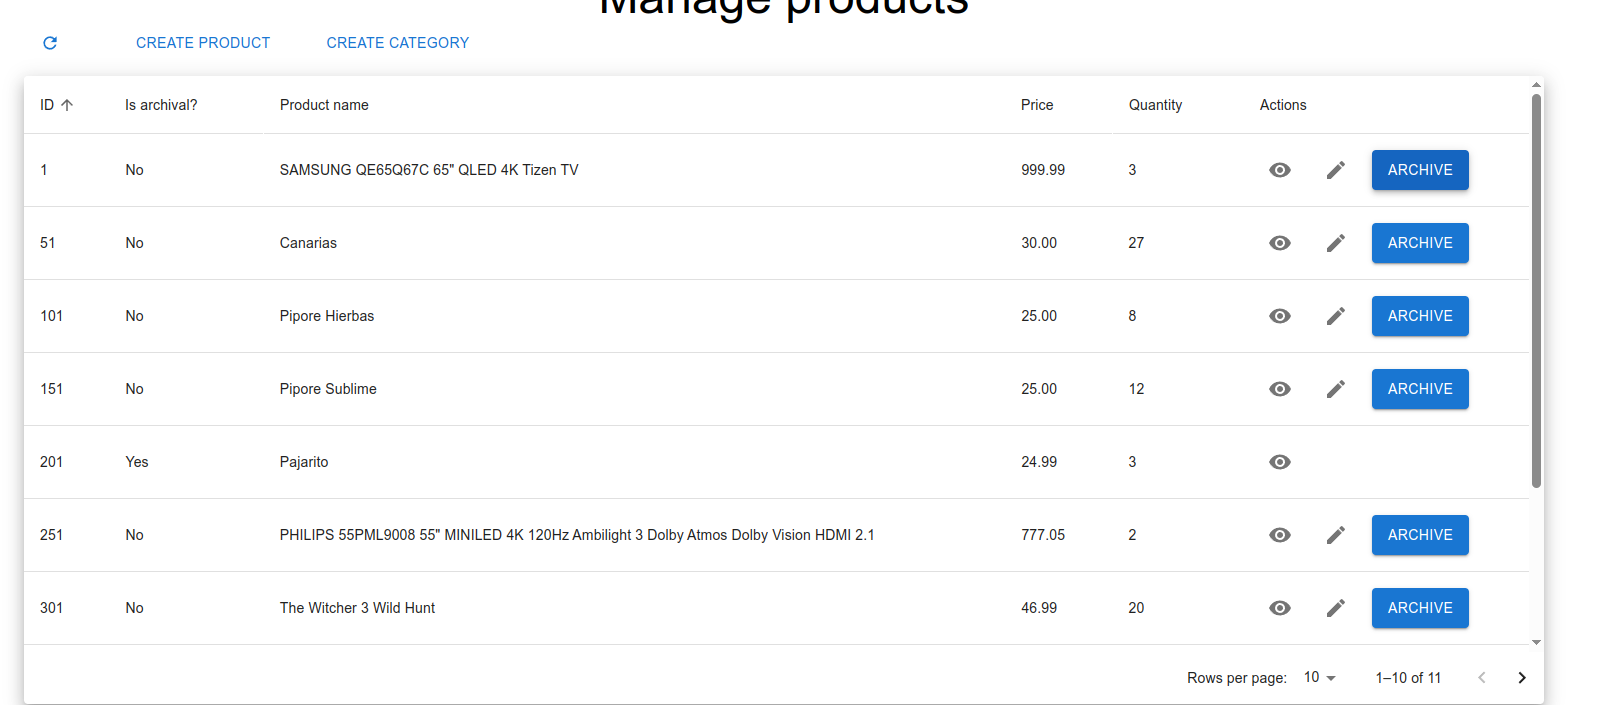 Manage products
CREATE PRODUCT CREATE CATEGORY
ID Is archival? Product name Price Quantity Actions
1 No SAMSUNG QE65Q67C 65" QLED 4K Tizen TV 999.99 3 ARCHIVE
51 No Canarias 30.00 27 ARCHIVE
101 No Pipore Hierbas 25.00 8 ARCHIVE
151 No Pipore Sublime 25.00 12 ARCHIVE
201 Yes Pajarito 24.99 3
251 No PHILIPS 55PML9008 55" MINILED 4K 120Hz Ambilight 3 Dolby Atmos Dolby Vision HDMI 2.1 777.05 2 ARCHIVE
301 No The Witcher 3 Wild Hunt 46.99 20 ARCHIVE
Rows per page: 10 1–10 of 11